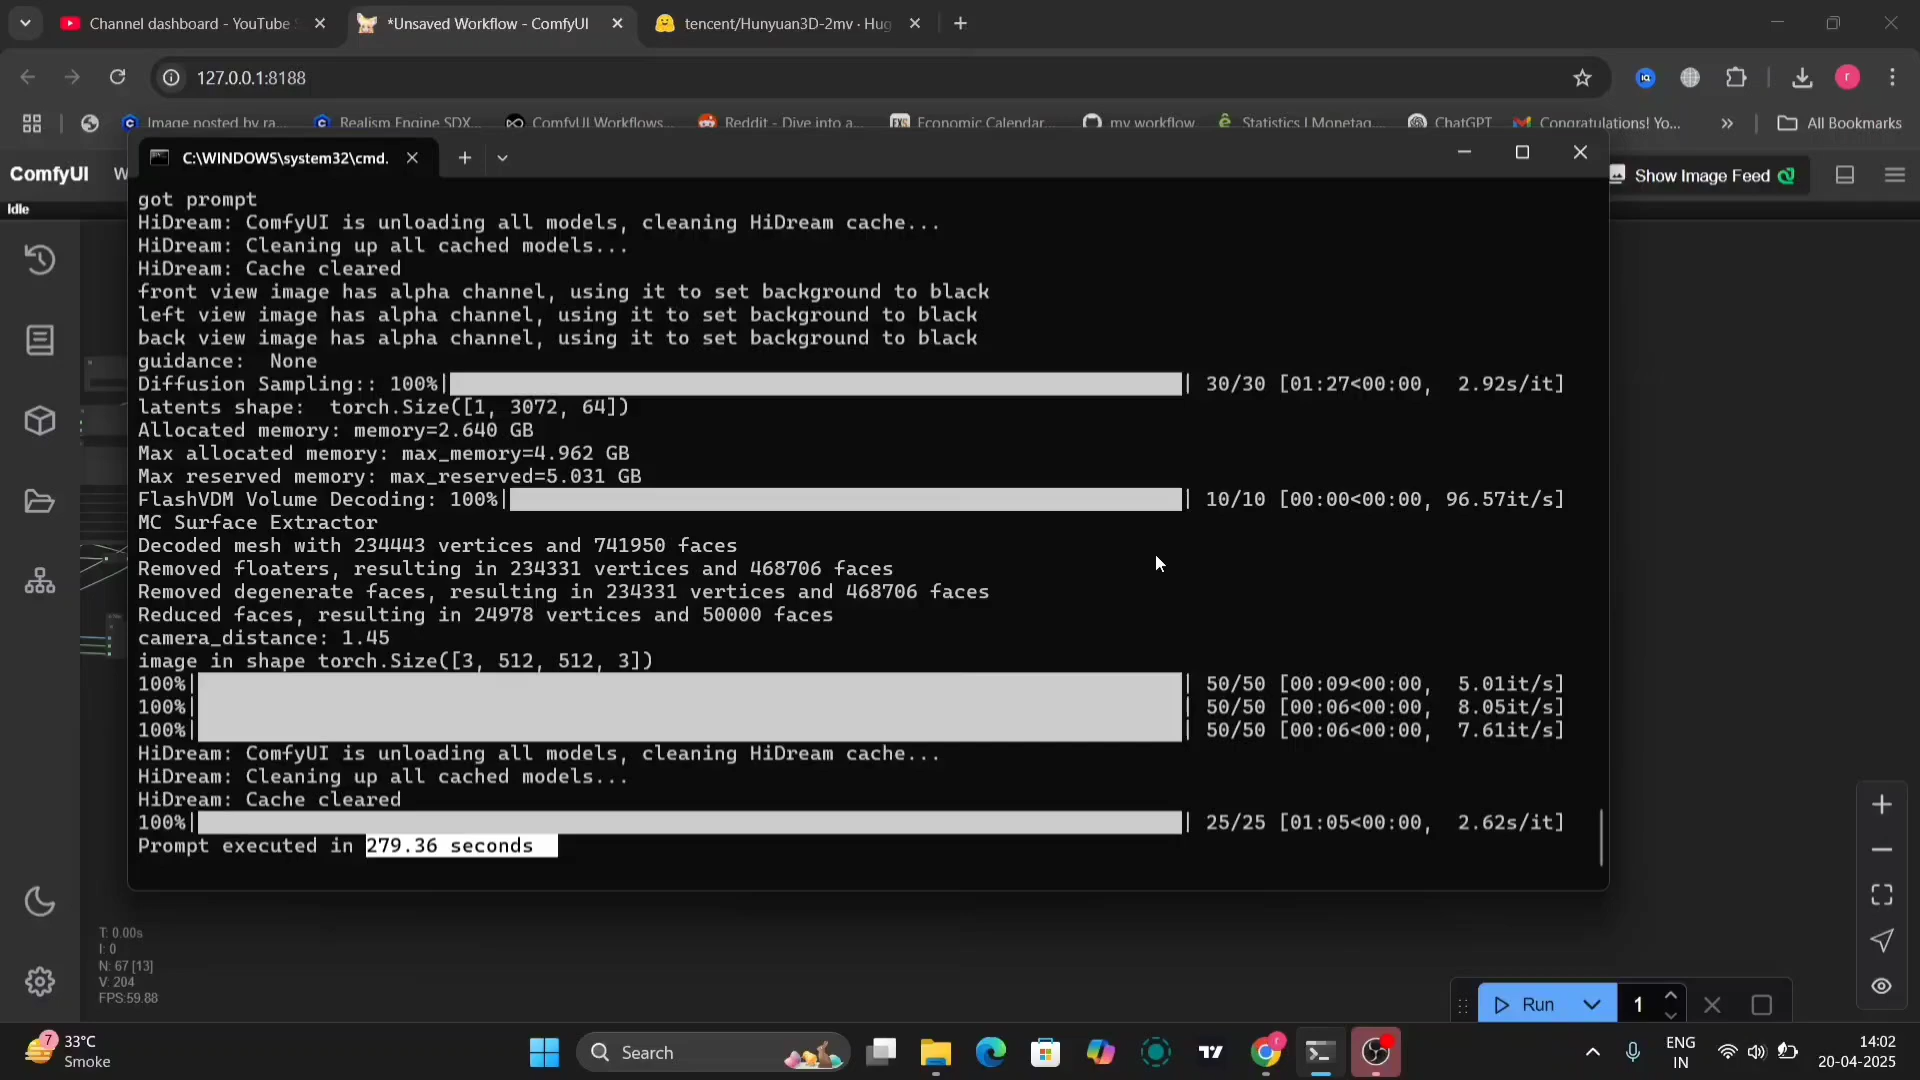 Channel dashboard - YouTube
*Unsaved Workflow - ComfyUI
tencent/Hunyuan3D-2mv · Hug
127.0.0.1:8188
r
Image posted by ra...
Realism Engine SDX...
ComfyUI Workflows...
Reddit - Dive into a...
Economic Calendar...
my workflow
Statistics | Monetag...
ChatGPT
Congratulations! Yo...
All Bookmarks
ComfyUI
W
C:\WINDOWS\system32\cmd.
Show Image Feed
Idle
got prompt
HiDream: ComfyUI is unloading all models, cleaning HiDream cache...
HiDream: Cleaning up all cached models...
HiDream: Cache cleared
front view image has alpha channel, using it to set background to black
left view image has alpha channel, using it to set background to black
back view image has alpha channel, using it to set background to black
guidance:  None
Diffusion Sampling:: 100%| | 30/30 [01:27<00:00,  2.92s/it]
latents shape:  torch.Size([1, 3072, 64])
Allocated memory: memory=2.640 GB
Max allocated memory: max_memory=4.962 GB
Max reserved memory: max_reserved=5.031 GB
FlashVDM Volume Decoding: 100%| | 10/10 [00:00<00:00, 96.57it/s]
MC Surface Extractor
Decoded mesh with 234443 vertices and 741950 faces
Removed floaters, resulting in 234331 vertices and 468706 faces
Removed degenerate faces, resulting in 234331 vertices and 468706 faces
Reduced faces, resulting in 24978 vertices and 50000 faces
camera_distance: 1.45
image in shape torch.Size([3, 512, 512, 3])
100%| | 50/50 [00:09<00:00,  5.01it/s]
100%| | 50/50 [00:06<00:00,  8.05it/s]
100%| | 50/50 [00:06<00:00,  7.61it/s]
HiDream: ComfyUI is unloading all models, cleaning HiDream cache...
HiDream: Cleaning up all cached models...
HiDream: Cache cleared
100%| | 25/25 [01:05<00:00,  2.62s/it]
Prompt executed in 279.36 seconds
T: 0.00s
I: 0
N: 67 [13]
V: 204
FPS:59.88
Run
1
7
33°C
Smoke
Search
ENG
IN
14:02
20-04-2025